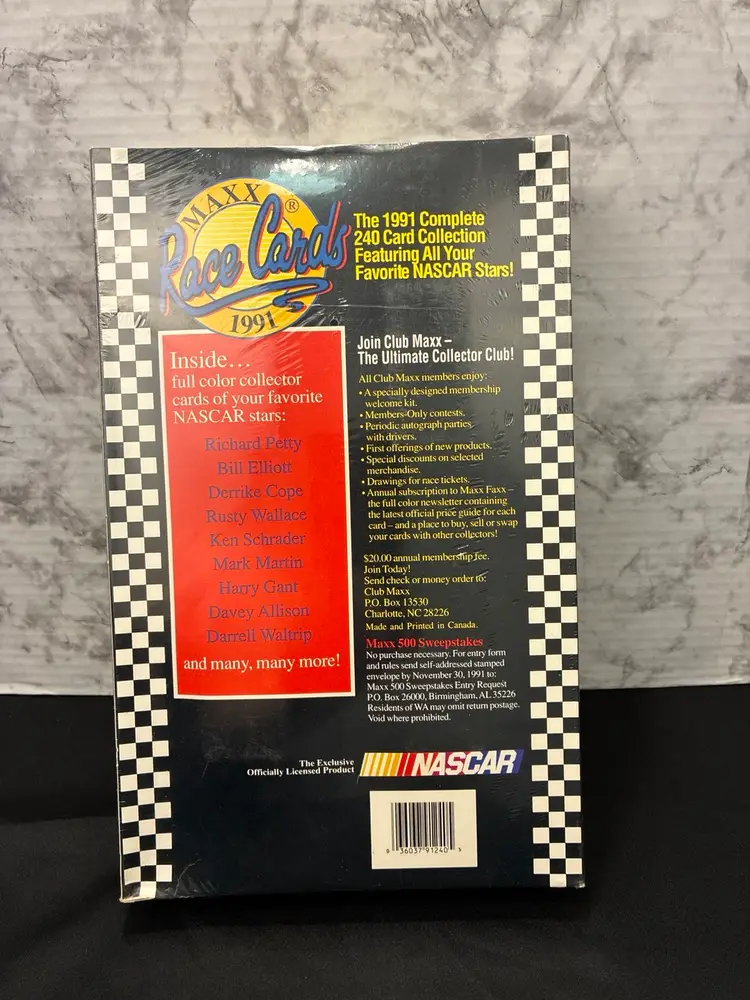 MAXX®
Race Cards
1991
The 1991 Complete
240 Card Collection
Featuring All Your
Favorite NASCAR Stars!
Inside...
full color collector
cards of your favorite
NASCAR stars:
Richard Petty
Bill Elliott
Derrike Cope
Rusty Wallace
Ken Schrader
Mark Martin
Harry Gant
Davey Allison
Darrell Waltrip
and many, many more!
Join Club Maxx –
The Ultimate Collector Club!
All Club Maxx members enjoy:
• A specially designed membership
welcome kit.
• Members-Only contests.
• Periodic autograph parties
with drivers.
• First offerings of new products.
• Special discounts on selected
merchandise.
• Drawings for race tickets.
• Annual subscription to Maxx Faxx –
the full color newsletter containing
the latest official price guide for each
card – and a place to buy, sell or swap
your cards with other collectors!
$20.00 annual membership fee.
Join Today!
Send check or money order to:
Club Maxx
P.O. Box 13530
Charlotte, NC 28226
Made and Printed in Canada.
Maxx 500 Sweepstakes
No purchase necessary. For entry form
and rules send self-addressed stamped
envelope by November 30, 1991 to:
Maxx 500 Sweepstakes Entry Request
P.O. Box 26000, Birmingham, AL 35226
Residents of WA may omit return postage.
Void where prohibited.
The Exclusive
Officially Licensed Product
NASCAR
0 36037 91240 3